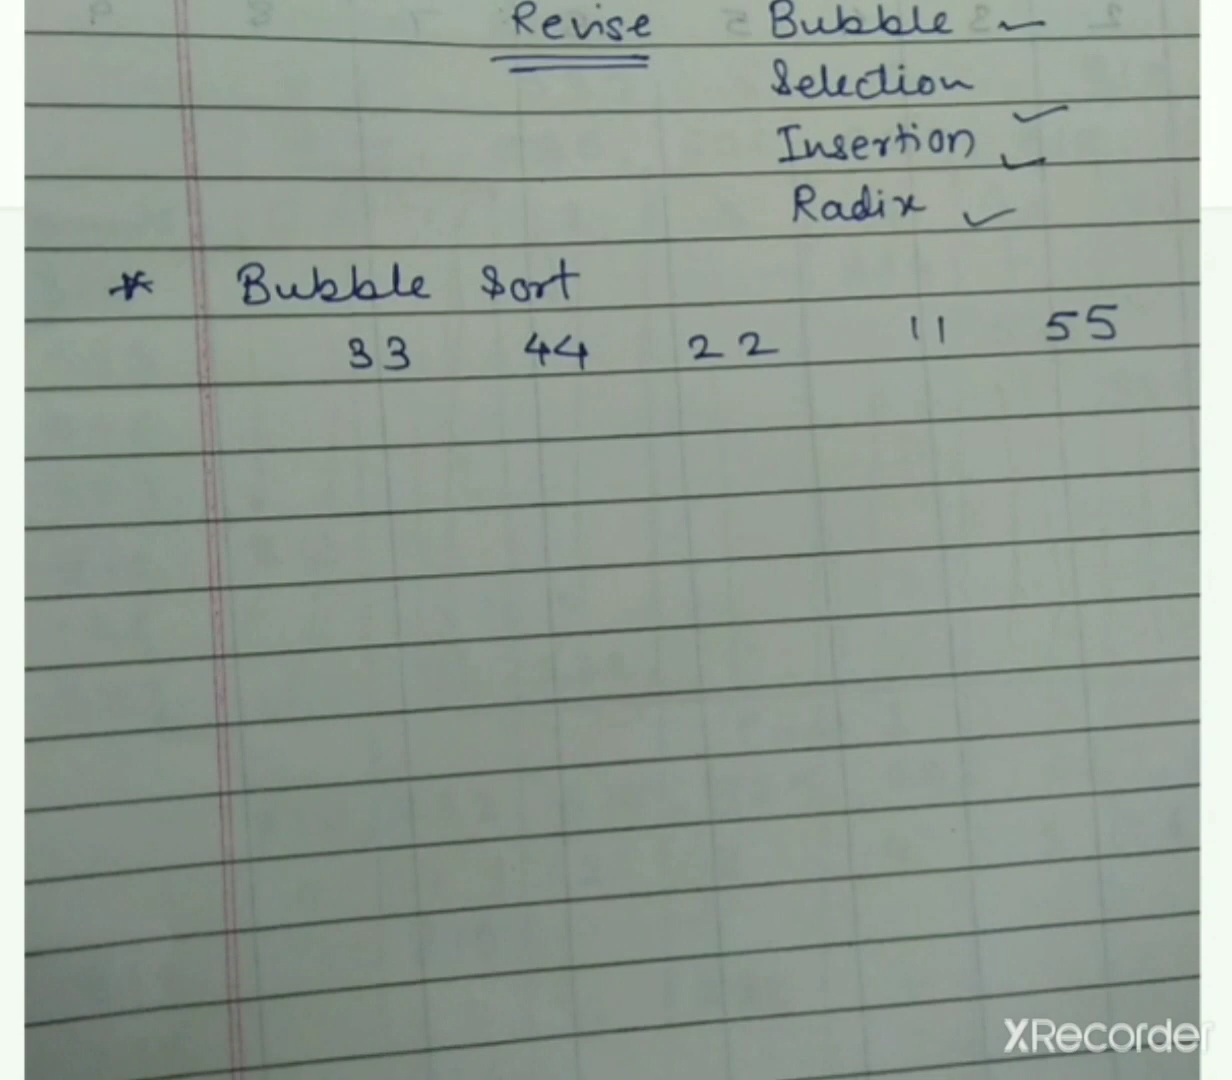 Revise Bubble
Selection
Insertion
Radix
* Bubble Sort
33 44 22 11 55
XRecorder